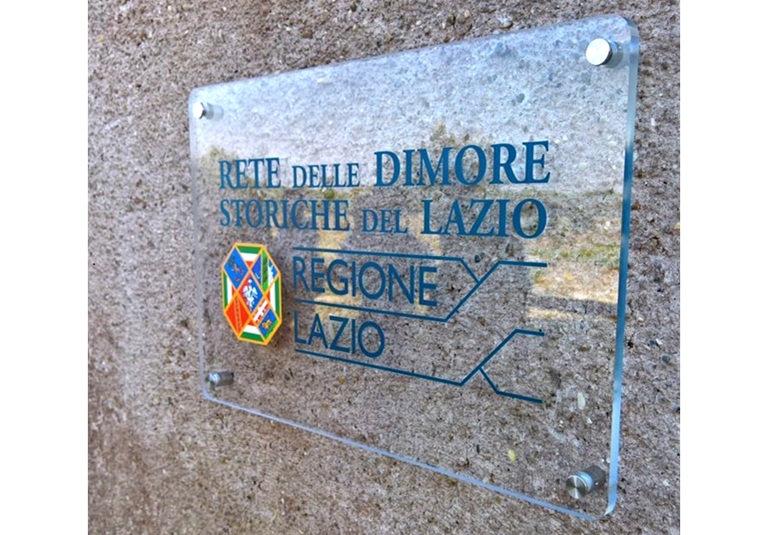 RETE DELLE DIMORE
STORICHE DEL LAZIO
REGIONE
LAZIO